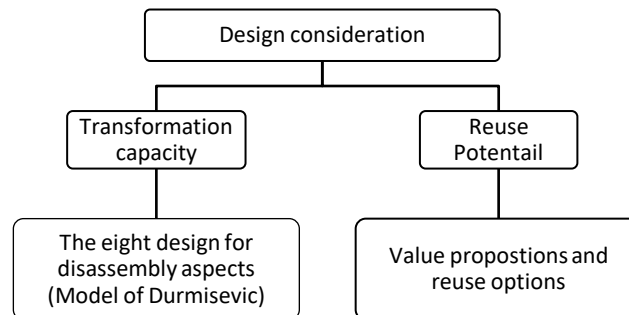 Design consideration
Transformation
capacity
Reuse
Potentail
The eight design for
disassembly aspects
(Model of Durmisevic)
Value propostions and
reuse options